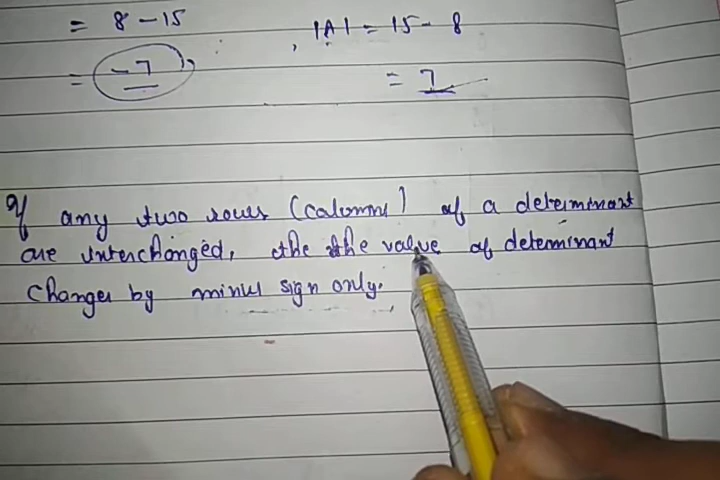 = 8 - 15
, |A| = 15 - 8
= -7,
= 7
If any two rows (calomns) of a determinant
are interchanged, the the value of determinant
changes by minus sign only.